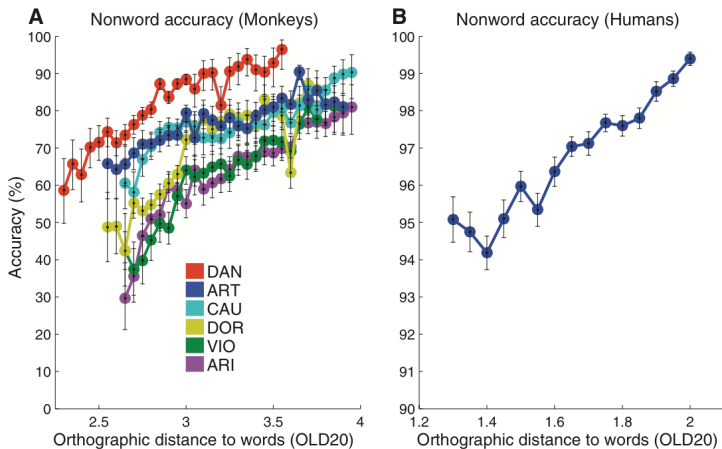 A
Nonword accuracy (Monkeys)
Accuracy (%)
100
90
80
70
60
50
40
30
20
10
0
DAN
ART
CAU
DOR
VIO
ARI
2.5
3.0
3.5
4
Orthographic distance to words (OLD20)
B
Nonword accuracy (Humans)
100
99
98
97
96
95
94
93
92
91
90
1.2
1.4
1.6
1.8
2
Orthographic distance to words (OLD20)